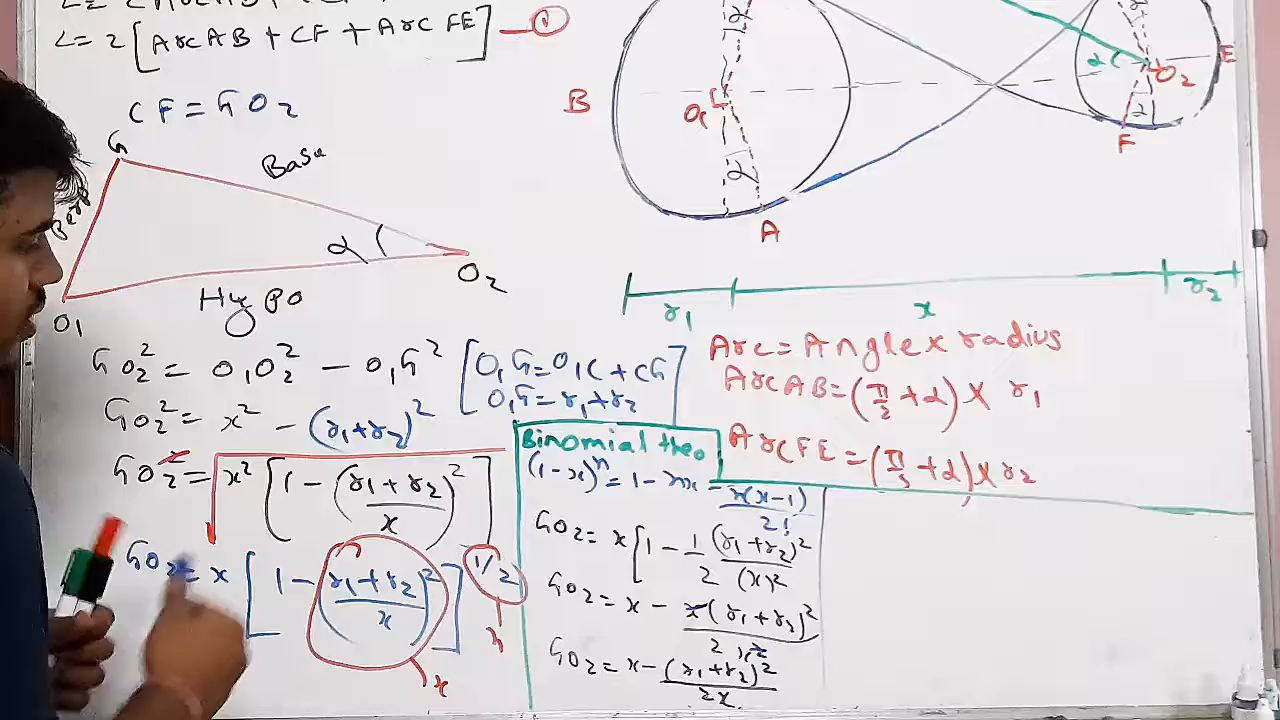 L= 2 [Arc AB + CF + Arc FE] — 1
CF = GO2
G
Base
Perp
α
O2
Hypo
O1
GO2² = O1O2² - O1G² [O1G = O1C + CG
GO2² = x² - (r1+r2)² O1G = r1+r2]
GO2² = x² [1 - (r1+r2/x)²]
GO2 = x [1 - (r1+r2/x)²]^1/2
n
x
B
O1
α
α
A
α
O2
E
α
F
r1
x
r2
Arc = Angle x radius
Arc AB = (π/2 + α) x r1
Arc FE = (π/2 + α) x r2
Binomial theo
(1-x)^n = 1 - nx - x(x-1)/2!
GO2 = x [1 - 1/2 (r1+r2)²/(x)²
GO2 = x - x(r1+r2)²/2x²
GO2 = x - (r1+r2)²/2x